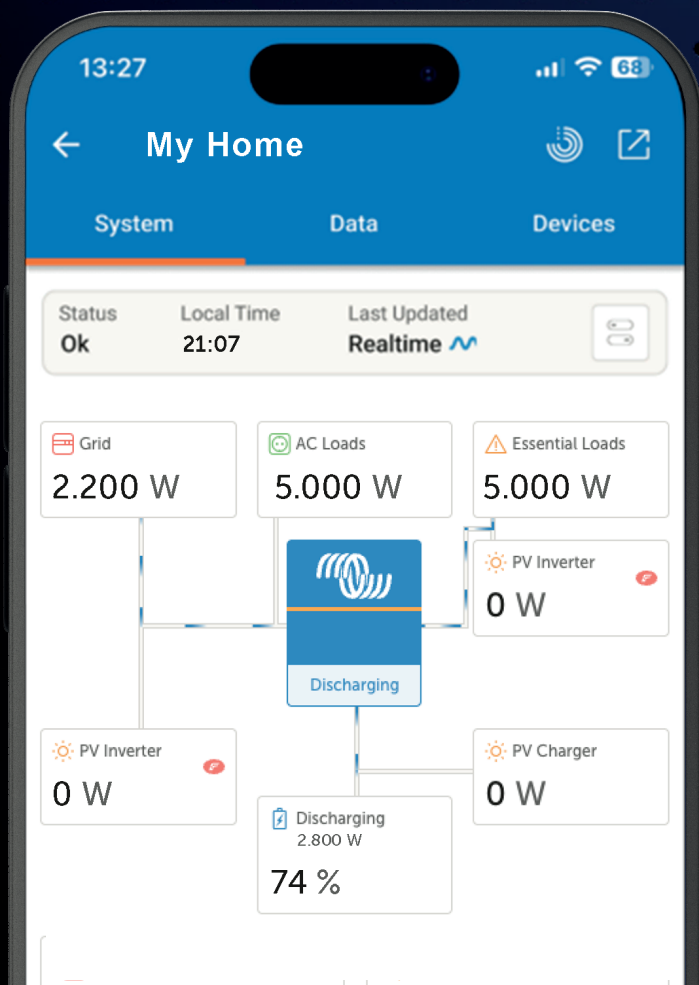 13:27
68
My Home
System Data Devices
Status Local Time Last Updated
Ok 21:07 Realtime
Grid AC Loads Essential Loads
2.200 W 5.000 W 5.000 W
PV Inverter
0 W
Discharging
PV Inverter PV Charger
0 W 0 W
Discharging
2.800 W
74 %